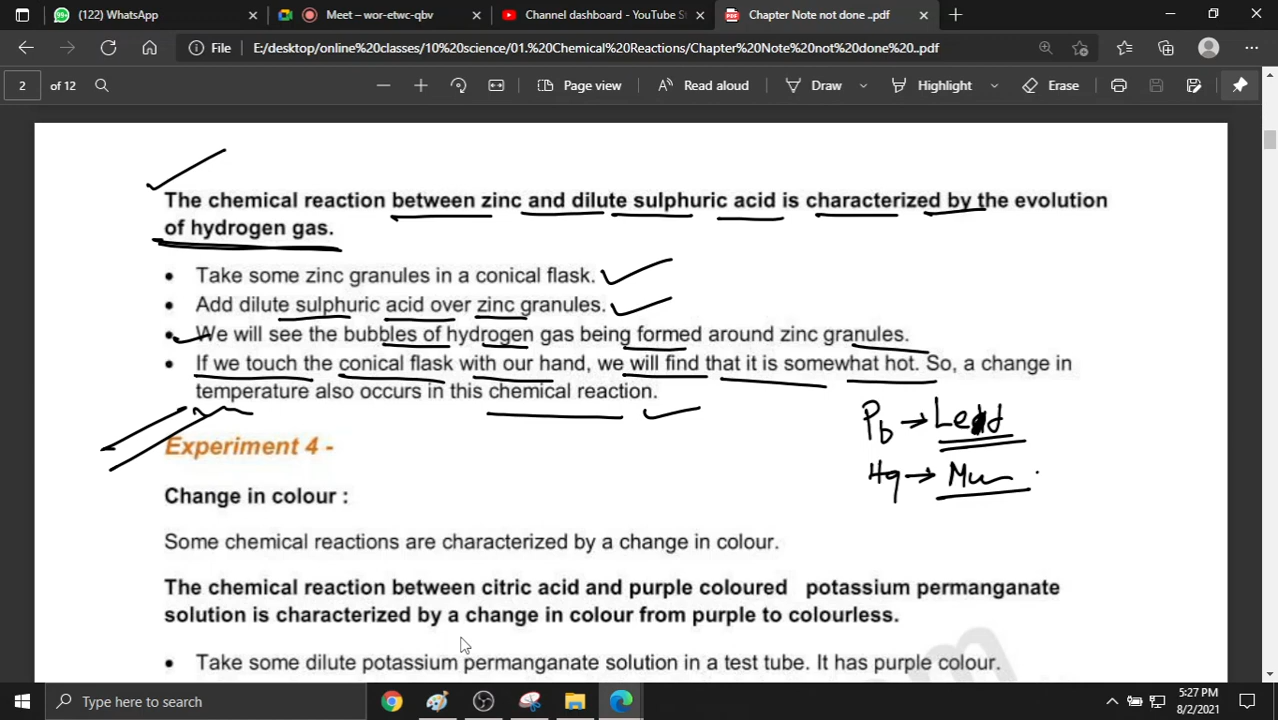 (122) WhatsApp
Meet – wor-etwc-qbv
Channel dashboard - YouTube St
Chapter Note not done ..pdf
File E:/desktop/online%20classes/10%20science/01.%20Chemical%20Reactions/Chapter%20Note%20not%20done%20..pdf
2 of 12 Page view Read aloud Draw Highlight Erase
The chemical reaction between zinc and dilute sulphuric acid is characterized by the evolution
of hydrogen gas.
• Take some zinc granules in a conical flask.
• Add dilute sulphuric acid over zinc granules.
• We will see the bubbles of hydrogen gas being formed around zinc granules.
• If we touch the conical flask with our hand, we will find that it is somewhat hot. So, a change in
temperature also occurs in this chemical reaction.
Pb → Lead
Experiment 4 -
Hg →
Change in colour :
Some chemical reactions are characterized by a change in colour.
The chemical reaction between citric acid and purple coloured potassium permanganate
solution is characterized by a change in colour from purple to colourless.
• Take some dilute potassium permanganate solution in a test tube. It has purple colour.
Type here to search
5:27 PM
8/2/2021